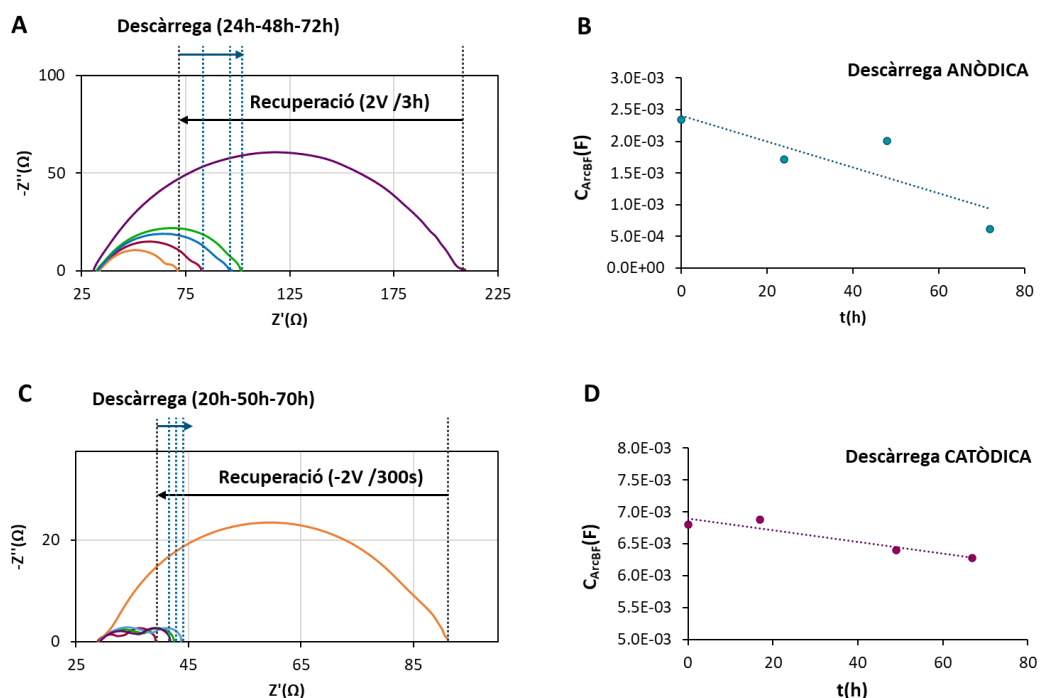 A
Descàrrega (24h-48h-72h)
100
50
0
Recuperació (2V /3h)
-Z''(Ω)
25 75 125 175 225
Z'(Ω)
B
Descàrrega ANÒDICA
3.0E-03
2.5E-03
2.0E-03
1.5E-03
1.0E-03
5.0E-04
0.0E+00
C_ArcBF(F)
0 20 40 60 80
t(h)
C
Descàrrega (20h-50h-70h)
Recuperació (-2V /300s)
20
0
-Z''(Ω)
25 45 65 85
Z'(Ω)
D
Descàrrega CATÒDICA
8.0E-03
7.5E-03
7.0E-03
6.5E-03
6.0E-03
5.5E-03
5.0E-03
C_ArcBF(F)
0 20 40 60 80
t(h)